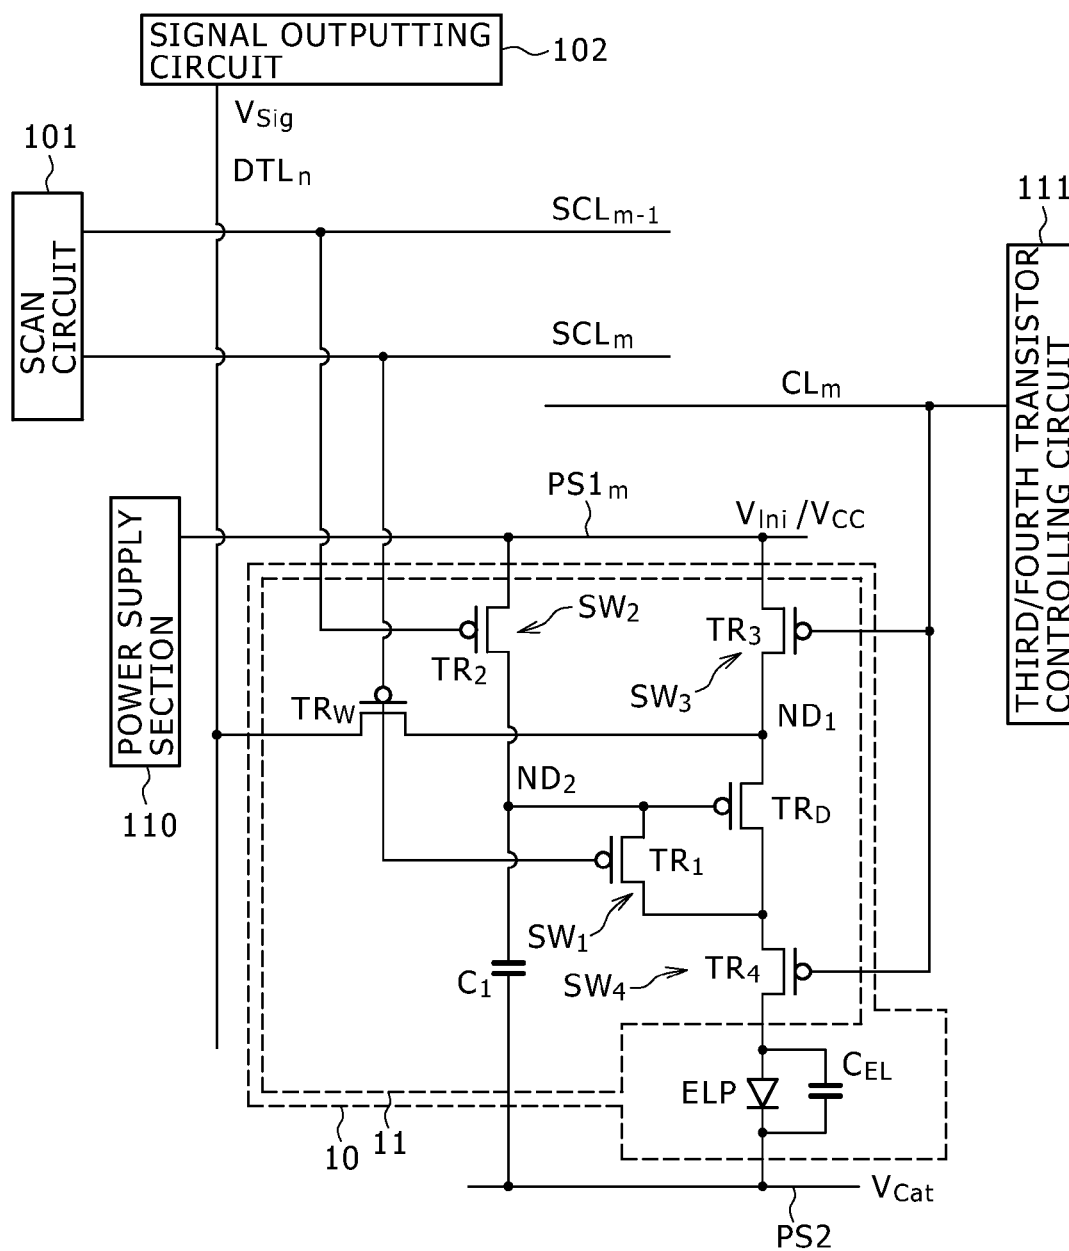 SIGNAL OUTPUTTING
CIRCUIT
102
VSig
DTLn
101
SCAN
CIRCUIT
SCLm-1
SCLm
111
THIRD/FOURTH TRANSISTOR
CONTROLLING CIRCUIT
CLm
PS1m
VIni /VCC
POWER SUPPLY
SECTION
110
SW2
TR2
TR3
SW3
TRW
ND1
ND2
TRD
TR1
SW1
TR4
SW4
C1
CEL
ELP
10
11
VCat
PS2